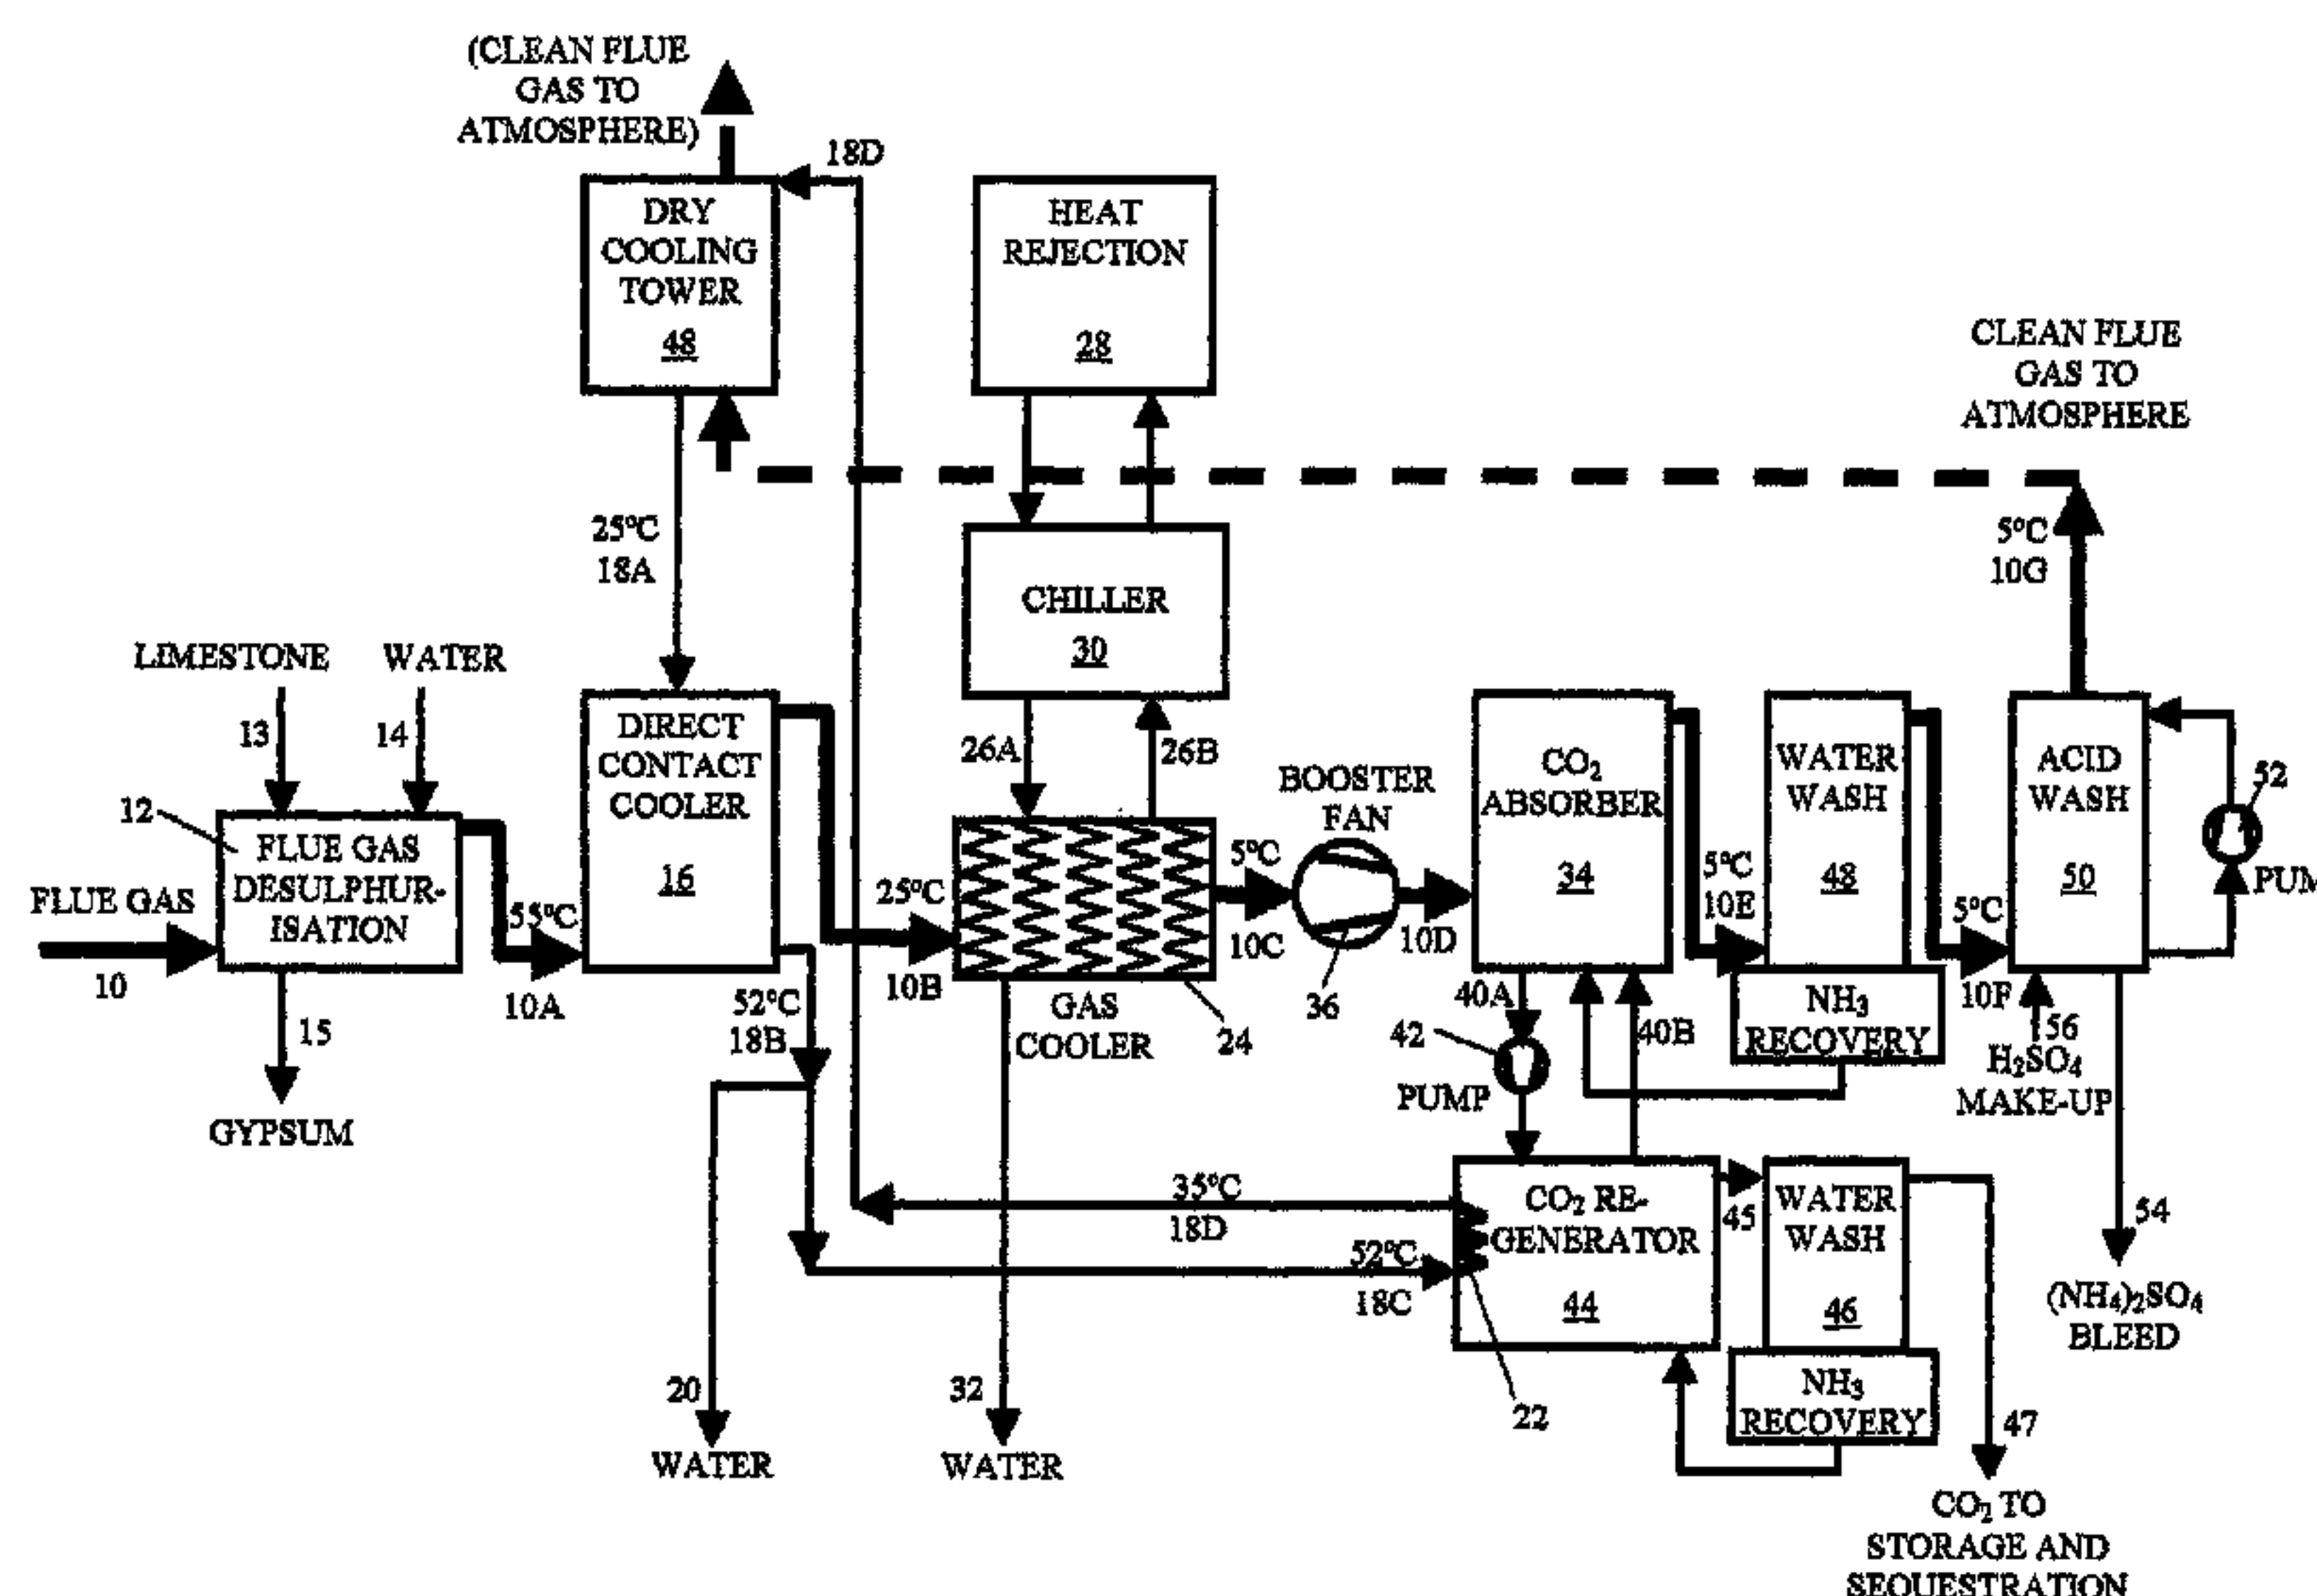 (CLEAN FLUE
GAS TO
ATMOSPHERE)
18D
DRY
COOLING
TOWER
48
HEAT
REJECTION
28
CLEAN FLUE
GAS TO
ATMOSPHERE
25°C
18A
5°C
10G
CHILLER
30
LIMESTONE
WATER
13
14
DIRECT
CONTACT
COOLER
16
26A
26B
BOOSTER
FAN
CO₂
ABSORBER
34
WATER
WASH
48
ACID
WASH
50
52
PUM
12
FLUE GAS
DESULPHUR-
ISATION
FLUE GAS
10
55°C
10A
25°C
10B
5°C
10C
10D
36
5°C
10E
5°C
10F
15
GYPSUM
52°C
18B
GAS
COOLER
24
40A
40B
42
PUMP
NH₃
RECOVERY
56
H₂SO₄
MAKE-UP
35°C
18D
52°C
18C
CO₂ RE-
GENERATOR
44
45
WATER
WASH
46
54
(NH₄)₂SO₄
BLEED
20
WATER
32
WATER
22
NH₃
RECOVERY
47
CO₂ TO
STORAGE AND
SEQUESTRATION